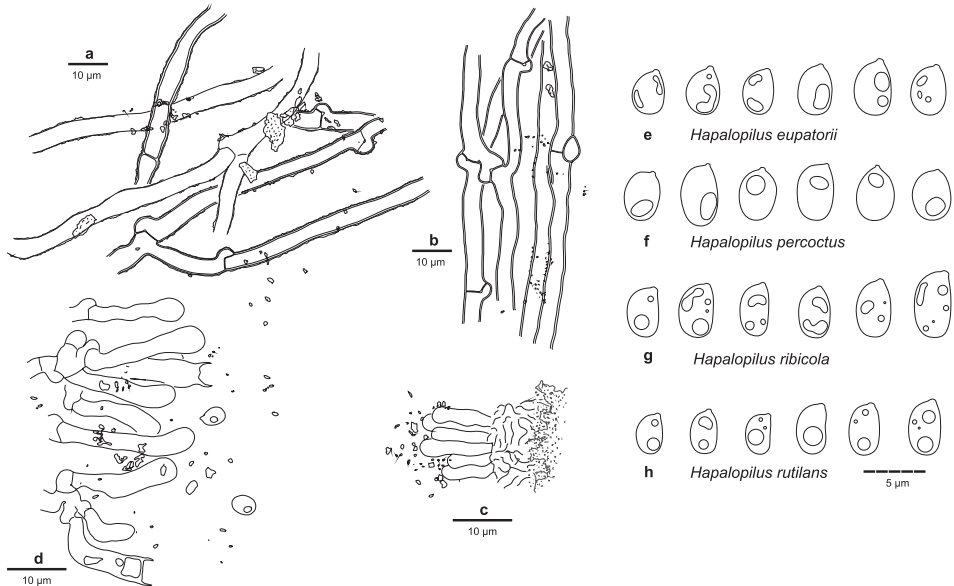 a
10 µm
b
10 µm
e Hapalopilus eupatorii
f Hapalopilus percoctus
g Hapalopilus ribicola
h Hapalopilus rutilans
5 µm
c
10 µm
d
10 µm